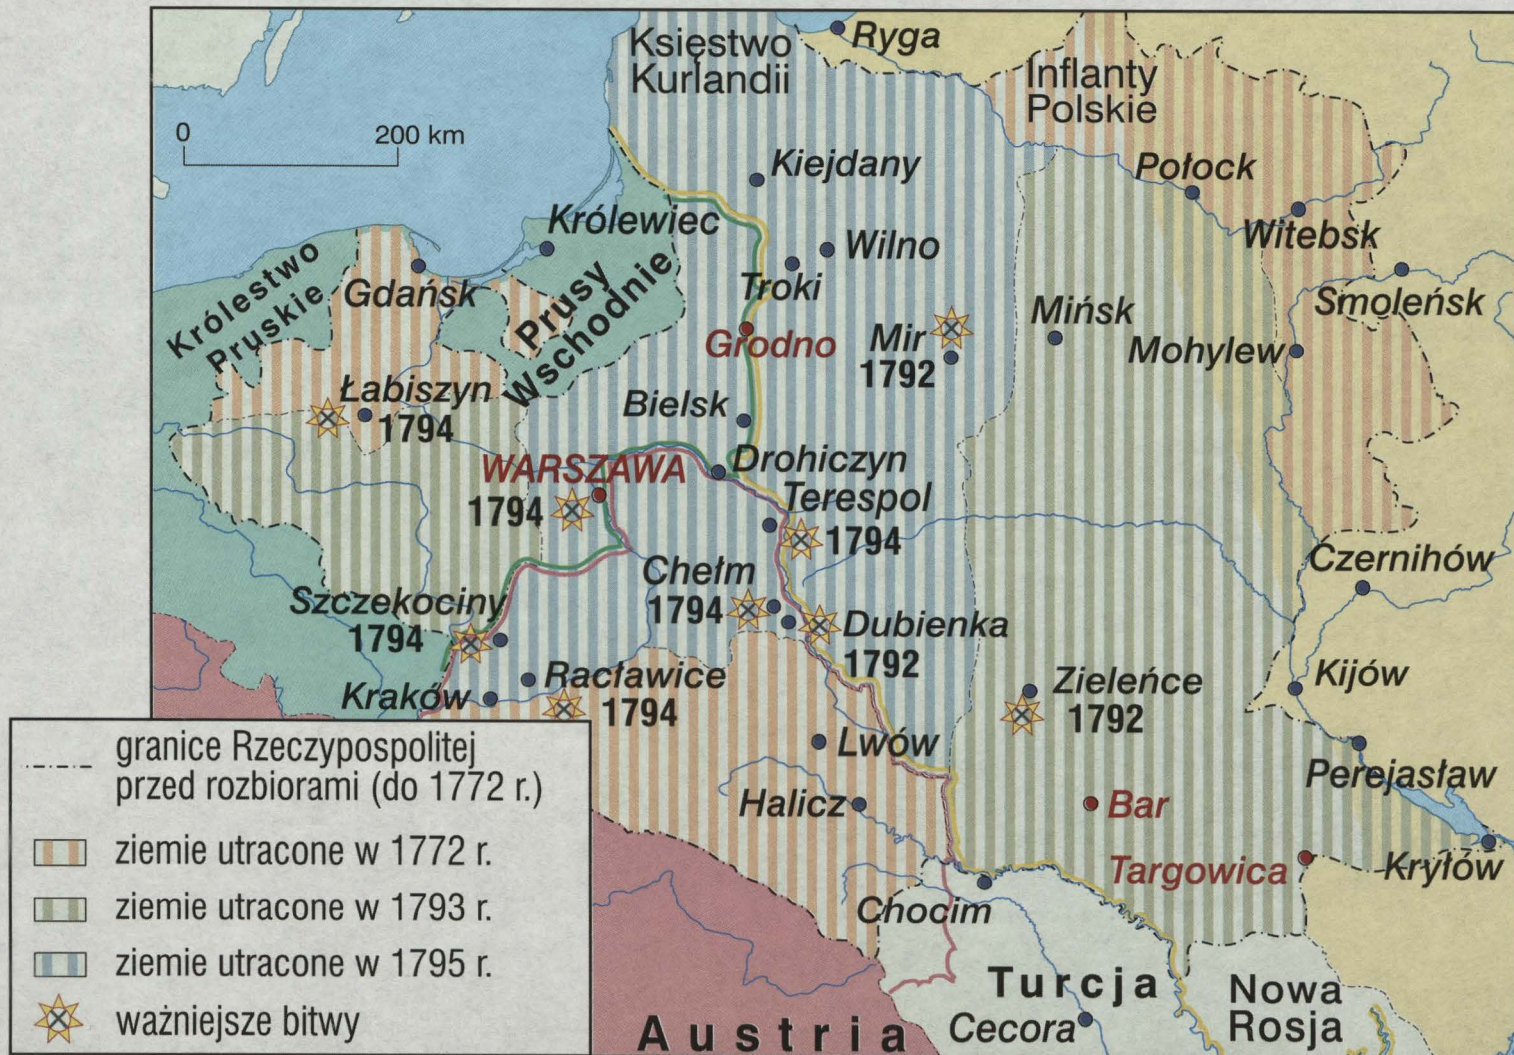 Księstwo
Kurlandii
Ryga
Inflanty
Polskie
0
200 km
Kiejdany
Połock
Królewiec
Wilno
Witebsk
Królestwo
Pruskie
Gdańsk
Prusy
Wschodnie
Troki
Smoleńsk
Grodno
Mir
1792
Mińsk
Mohylew
Łabiszyn
1794
Bielsk
WARSZAWA
1794
Drohiczyn
Terespol
1794
Czernihów
Szczekociny
1794
Chełm
1794
Dubienka
1792
Kijów
Kraków
Racławice
1794
Zieleńce
1792
Lwów
Perejasław
Halicz
Bar
Targowica
Kryłów
Chocim
Turcja
Nowa
Rosja
Cecora
Austria
granice Rzeczypospolitej
przed rozbiorami (do 1772 r.)
ziemie utracone w 1772 r.
ziemie utracone w 1793 r.
ziemie utracone w 1795 r.
ważniejsze bitwy